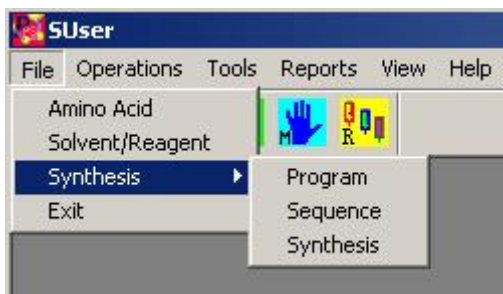 SUser
File Operations Tools Reports View Help
Amino Acid
Solvent/Reagent
M R
Synthesis
Program
Exit
Sequence
Synthesis